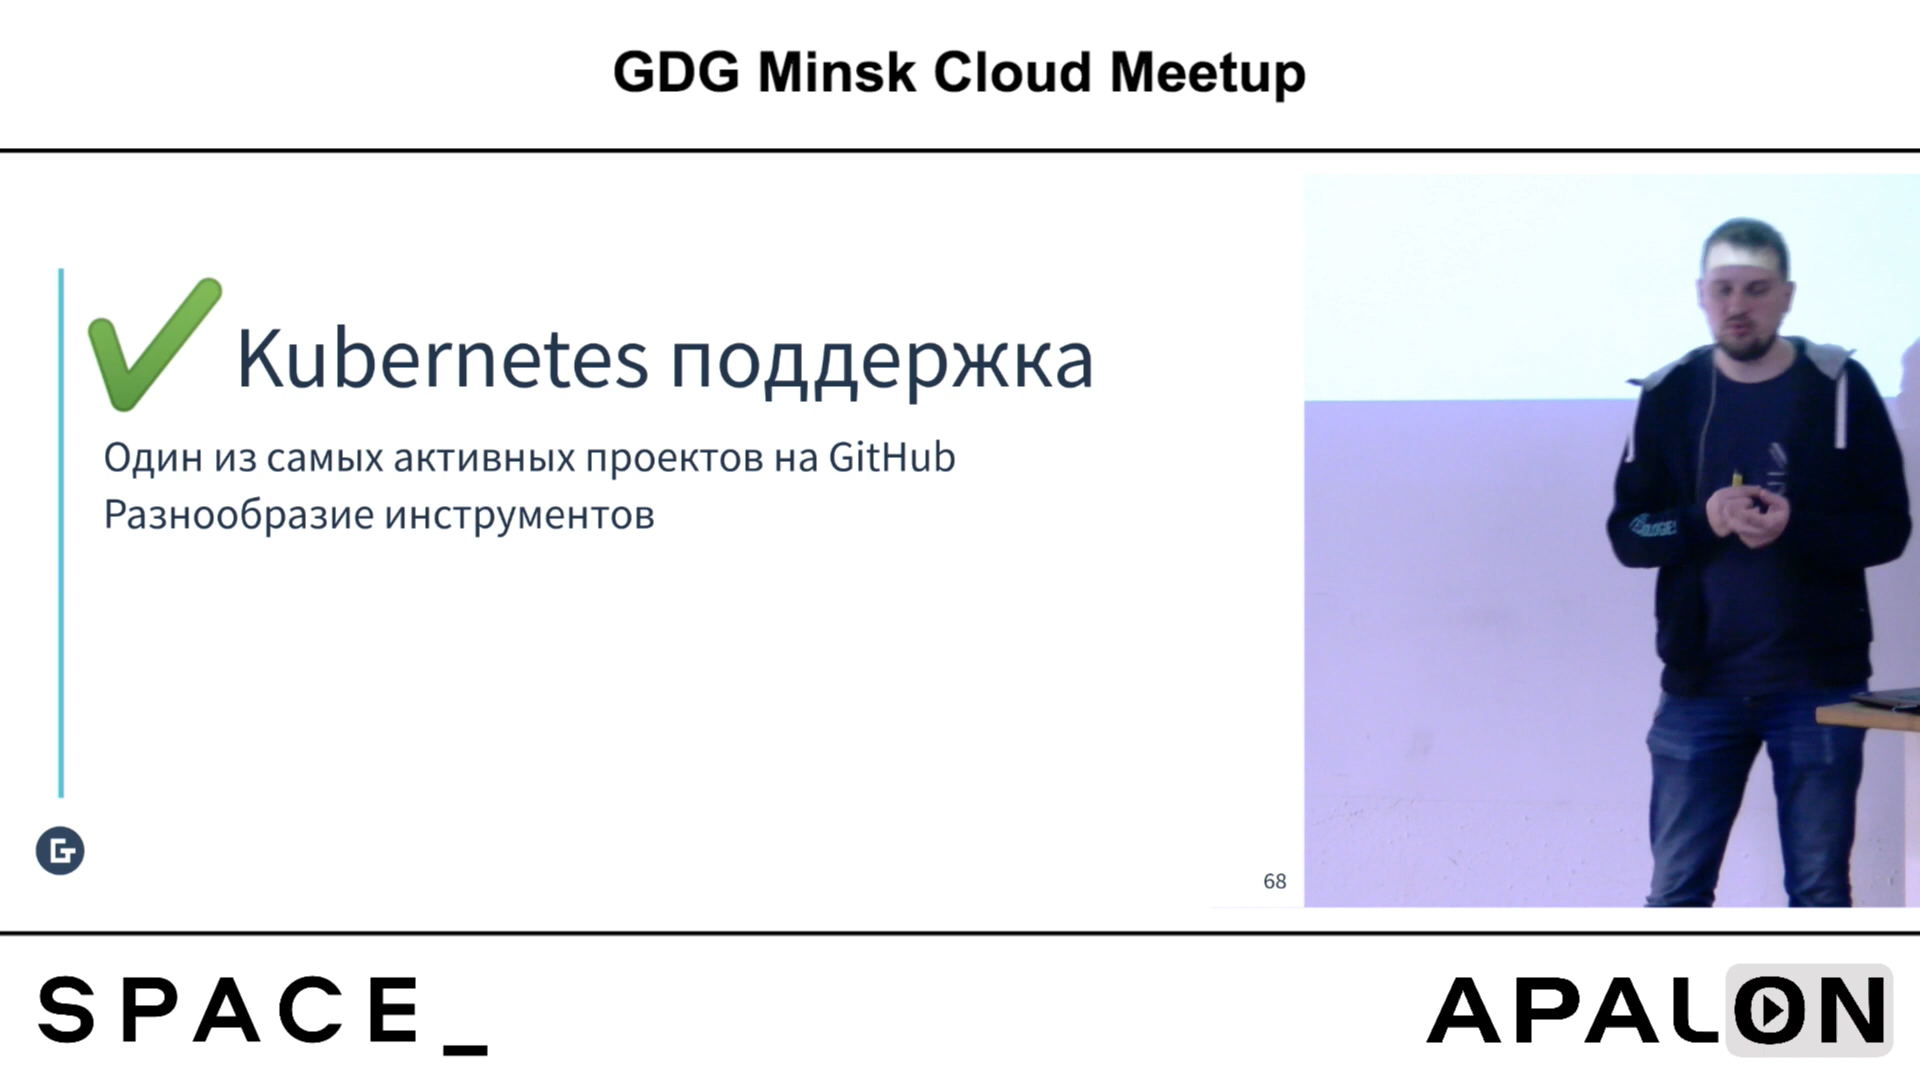 GDG Minsk Cloud Meetup
Kubernetes поддержка
Один из самых активных проектов на GitHub
Разнообразие инструментов
68
SPACE_
APALON